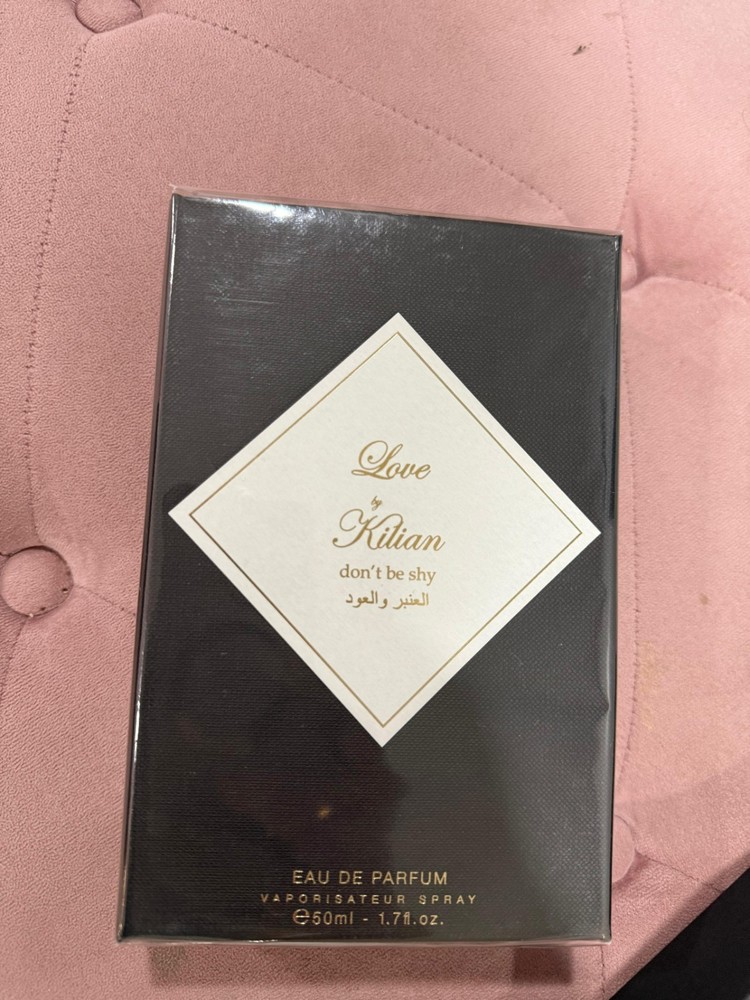 Love
by
Kilian
don't be shy
العنبر والعود
EAU DE PARFUM
VAPORISATEUR SPRAY
℮50ml - 1.7fl.oz.